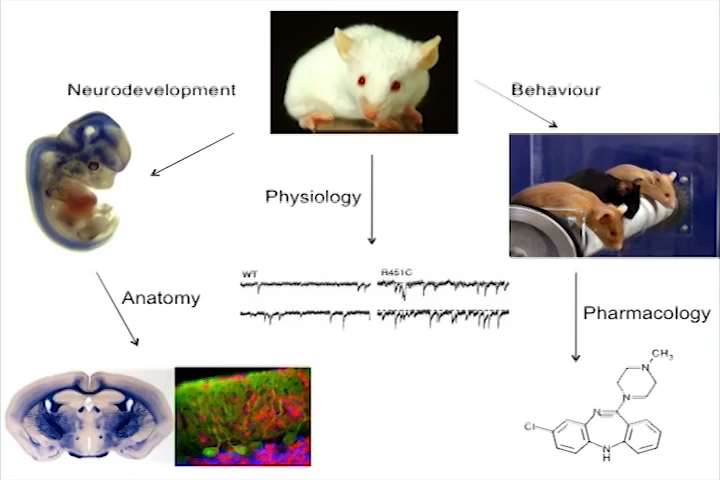 Neurodevelopment
Behaviour
Physiology
WT
R451C
Anatomy
Pharmacology
CH3
N
N
N
Cl
N
H